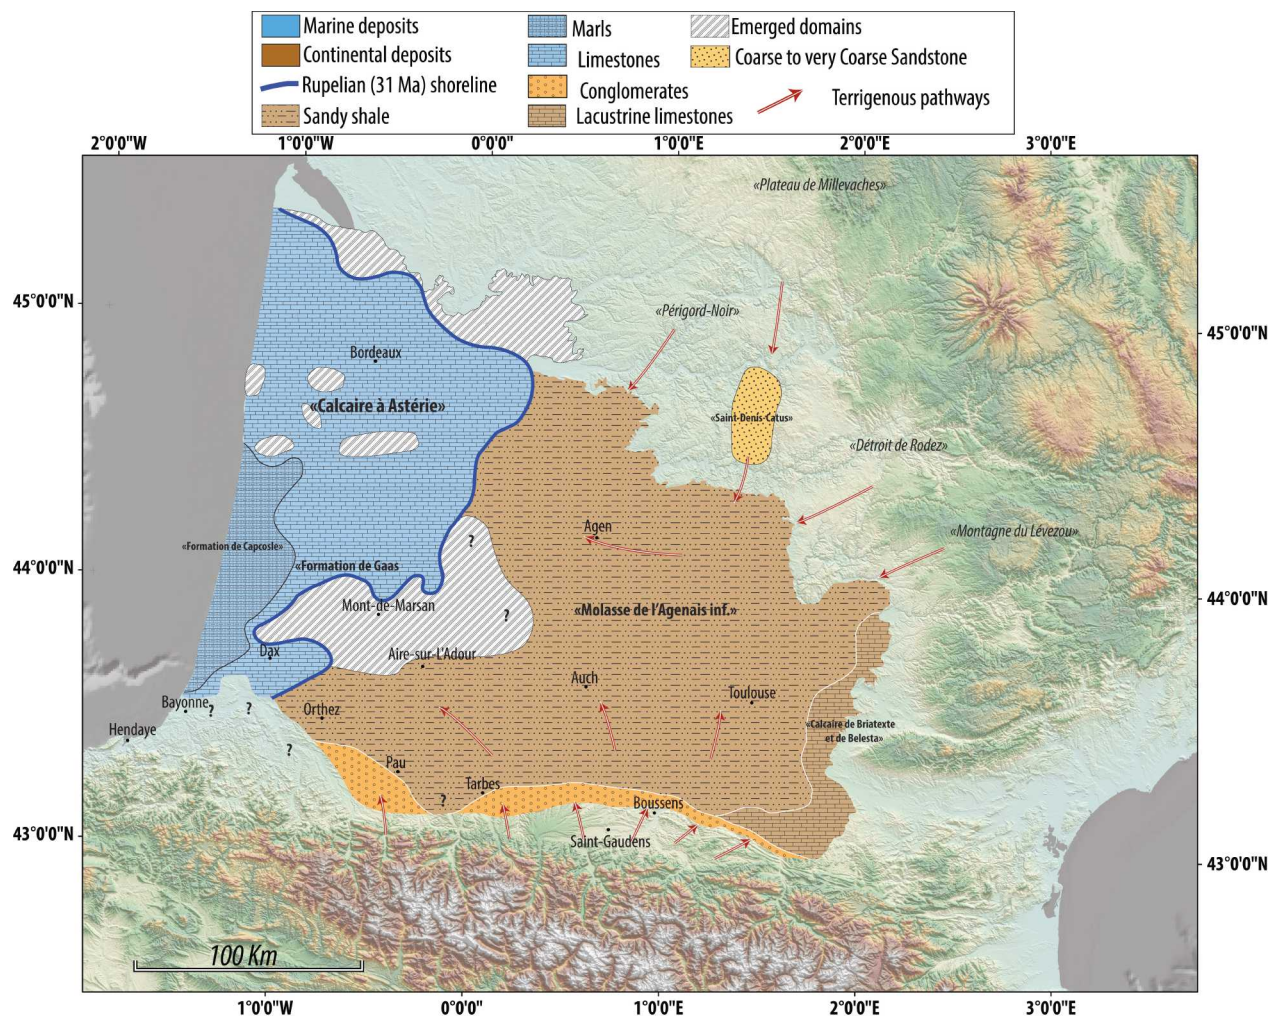 Marine deposits
Continental deposits
Rupelian (31 Ma) shoreline
Sandy shale
Marls
Limestones
Conglomerates
Lacustrine limestones
Emerged domains
Coarse to very Coarse Sandstone
Terrigenous pathways
2°0'0"W
1°0'0"E
0°0'0"
1°0'0"E
2°0'0"E
3°0'0"E
«Plateau de Millevaches»
45°0'0"N
«Périgord-Noir»
45°0'0"N
Bordeaux
«Calcaire à Astérie»
«Saint-Denis-Catus»
«Détroit de Rodez»
Agen
«Montagne du Lévezou»
?
«Formation de Capcosle»
«Formation de Gaas
44°0'0"N
44°0'0"N
Mont-de-Marsan
?
«Molasse de l'Agenais inf.»
Dax
Aire-sur-L'Adour
Auch
Toulouse
Bayonne
?
?
Orthez
«Calcaire de Briatexte
et de Belesta»
Hendaye
?
Pau
Tarbes
?
Boussens
Saint-Gaudens
43°0'0"N
43°0'0"N
100 Km
1°0'0"W
0°0'0"
1°0'0"E
2°0'0"E
3°0'0"E